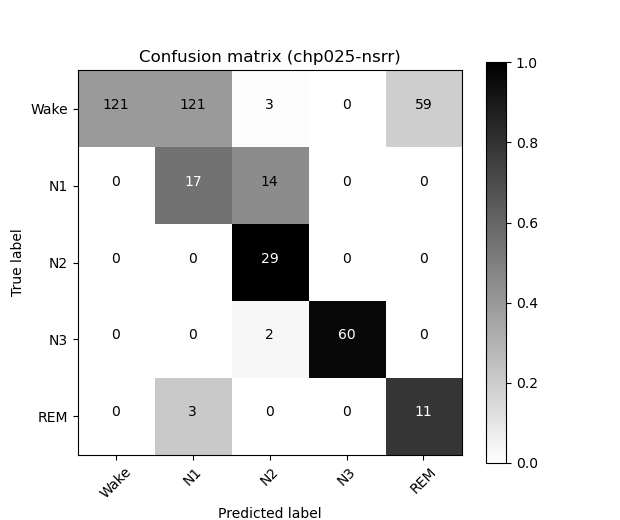 Confusion matrix (chp025-nsrr)
True label
Wake 121 121 3 0 59
N1 0 17 14 0 0
N2 0 0 29 0 0
N3 0 0 2 60 0
REM 0 3 0 0 11
Wake N1 N2 N3 REM
Predicted label
1.0
0.8
0.6
0.4
0.2
0.0